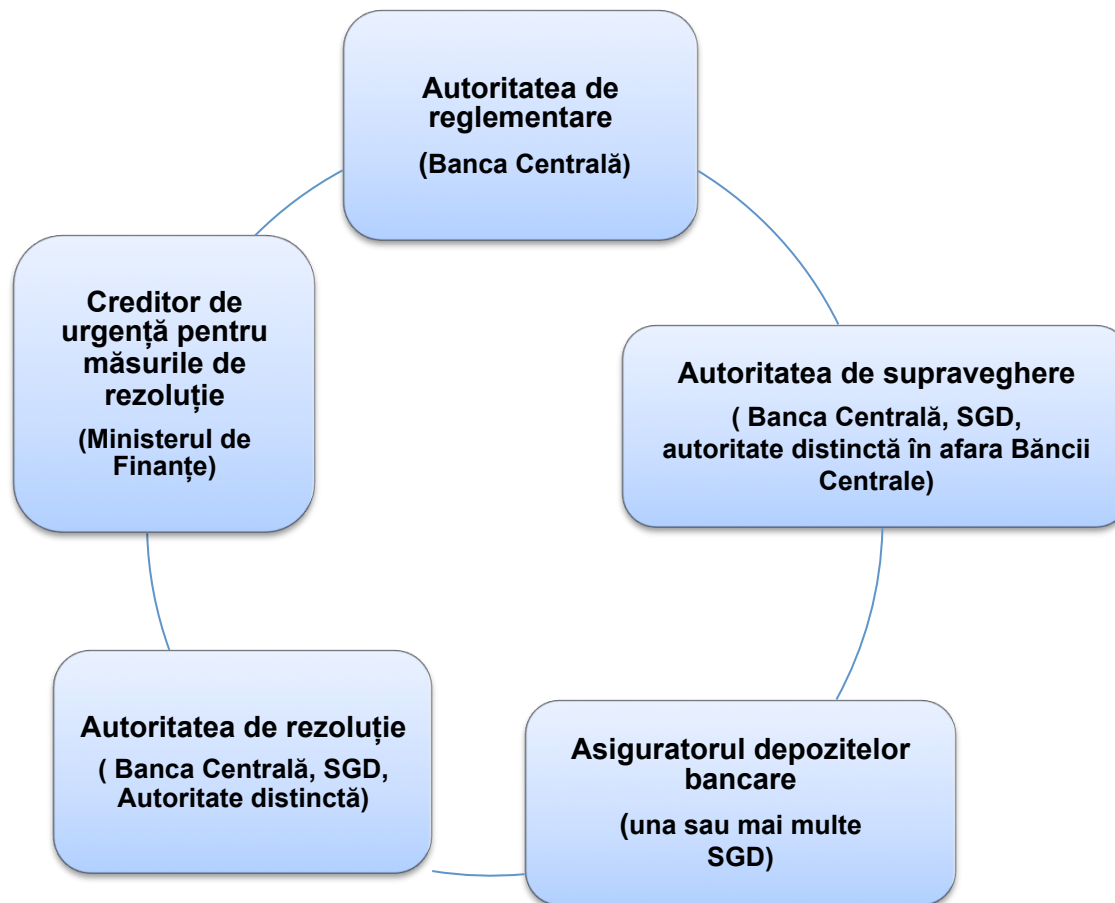 Autoritatea de
reglementare
(Banca Centrală)
Creditor de
urgență pentru
măsurile de
rezoluție
(Ministerul de
Finanțe)
Autoritatea de supraveghere
( Banca Centrală, SGD,
autoritate distinctă în afara Băncii
Centrale)
Autoritatea de rezoluție
( Banca Centrală, SGD,
Autoritate distinctă)
Asiguratorul depozitelor
bancare
(una sau mai multe
SGD)